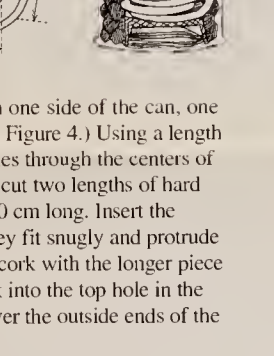 one side of the can, one
Figure 4.) Using a length
es through the centers of
cut two lengths of hard
0 cm long. Insert the
ey fit snugly and protrude
cork with the longer piece
into the top hole in the
ver the outside ends of the